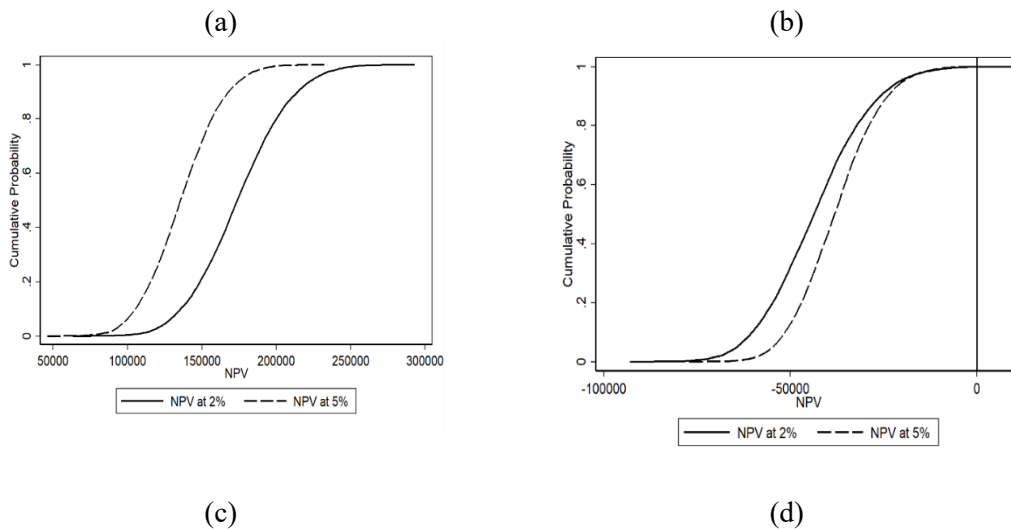 (a)
(b)
Cumulative Probability
1
.8
.6
.4
.2
0
50000 100000 150000 200000 250000 300000
NPV
NPV at 2% NPV at 5%
Cumulative Probability
1
.8
.6
.4
.2
0
-100000 -50000 0
NPV
NPV at 2% NPV at 5%
(c)
(d)